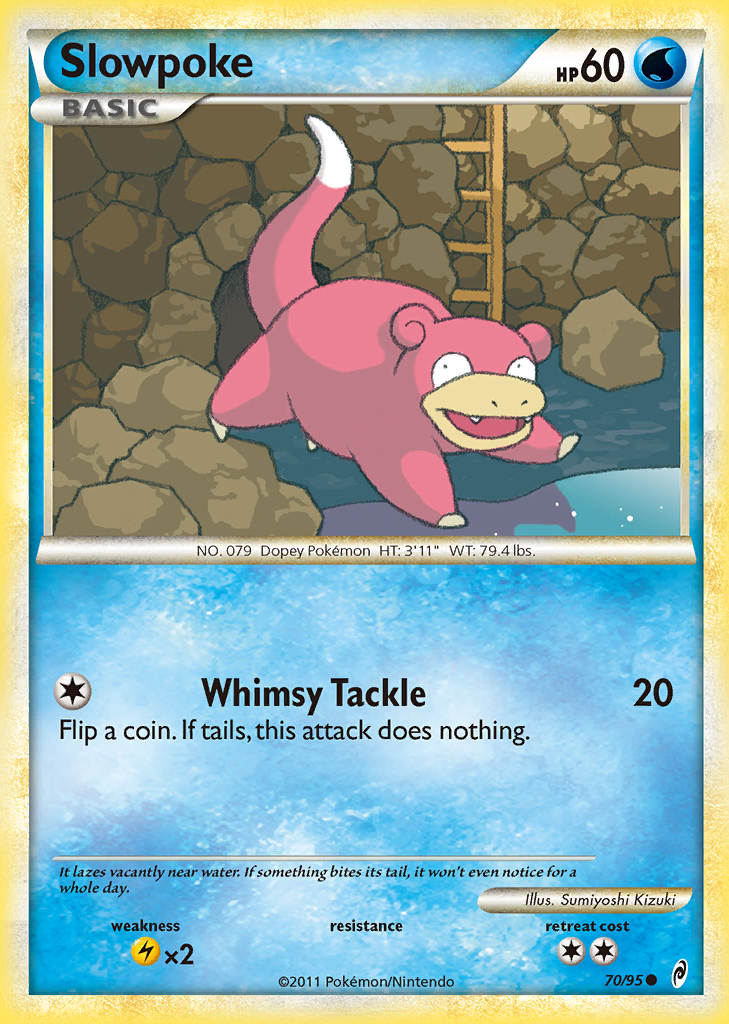 Slowpoke
HP60
BASIC
NO. 079 Dopey Pokémon HT: 3'11" WT: 79.4 lbs.
Whimsy Tackle 20
Flip a coin. If tails, this attack does nothing.
It lazes vacantly near water. If something bites its tail, it won't even notice for a
whole day.
Illus. Sumiyoshi Kizuki
weakness resistance retreat cost
×2
©2011 Pokémon/Nintendo
70/95